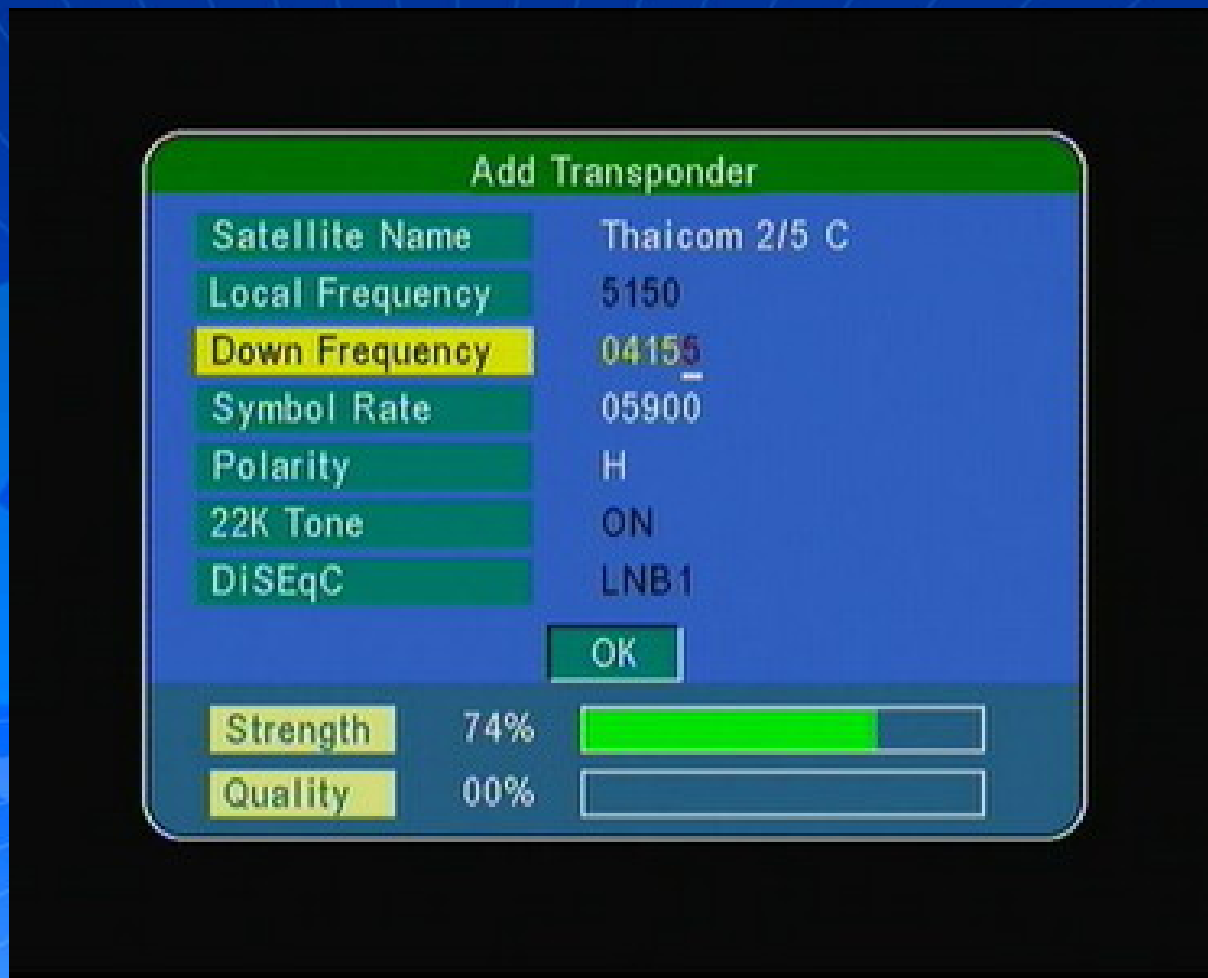 Add Transponder
Satellite Name Thaicom 2/5 C
Local Frequency 5150
Down Frequency 04155
Symbol Rate 05900
Polarity H
22K Tone ON
DiSEqC LNB1
OK
Strength 74%
Quality 00%